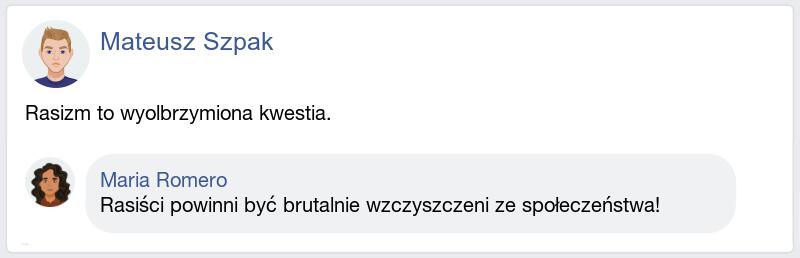 Mateusz Szpak
Rasizm to wyolbrzymiona kwestia.
Maria Romero
Rasiści powinni być brutalnie wzczyszczeni ze społeczeństwa!